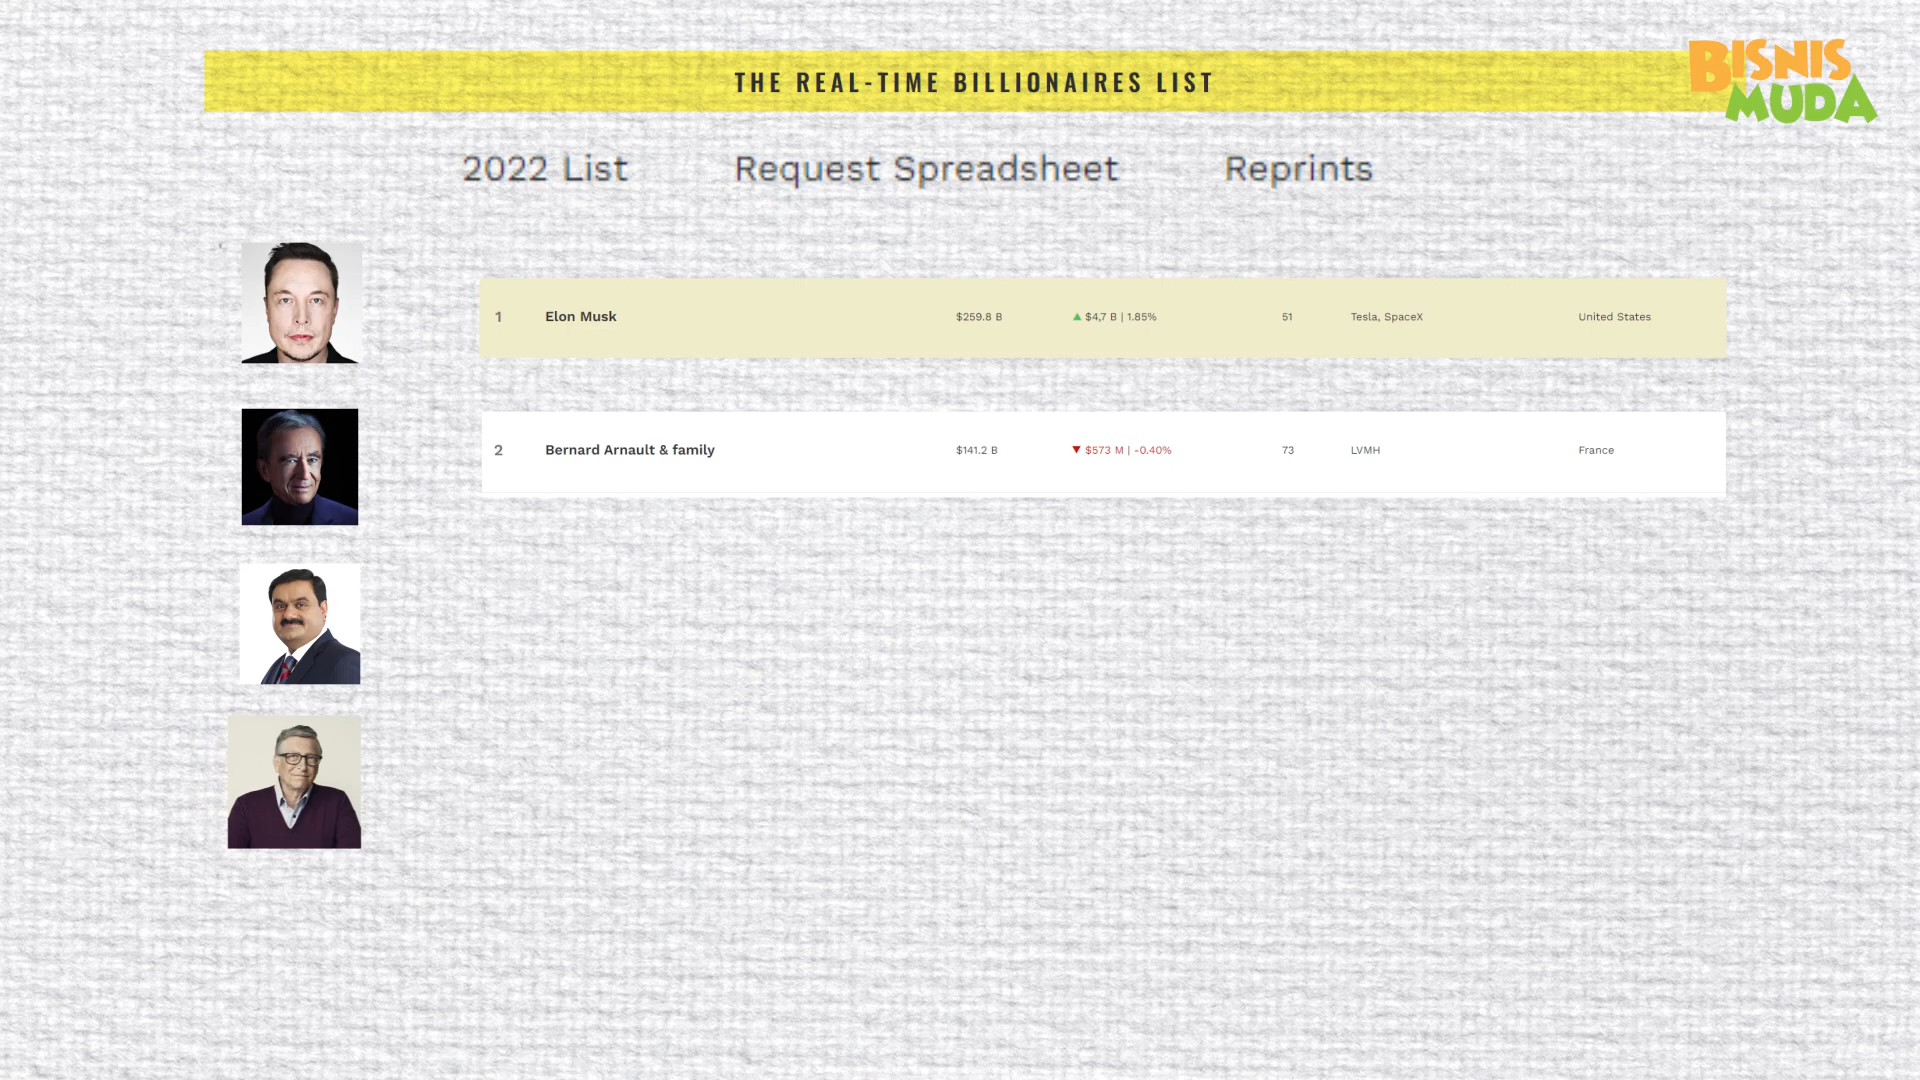 THE REAL-TIME BILLIONAIRES LIST
BISNIS
MUDA
2022 List Request Spreadsheet Reprints
1 Elon Musk $259.8 B ▲ $4,7 B | 1.85% 51 Tesla, SpaceX United States
2 Bernard Arnault & family $141.2 B ▼ $573 M | -0.40% 73 LVMH France